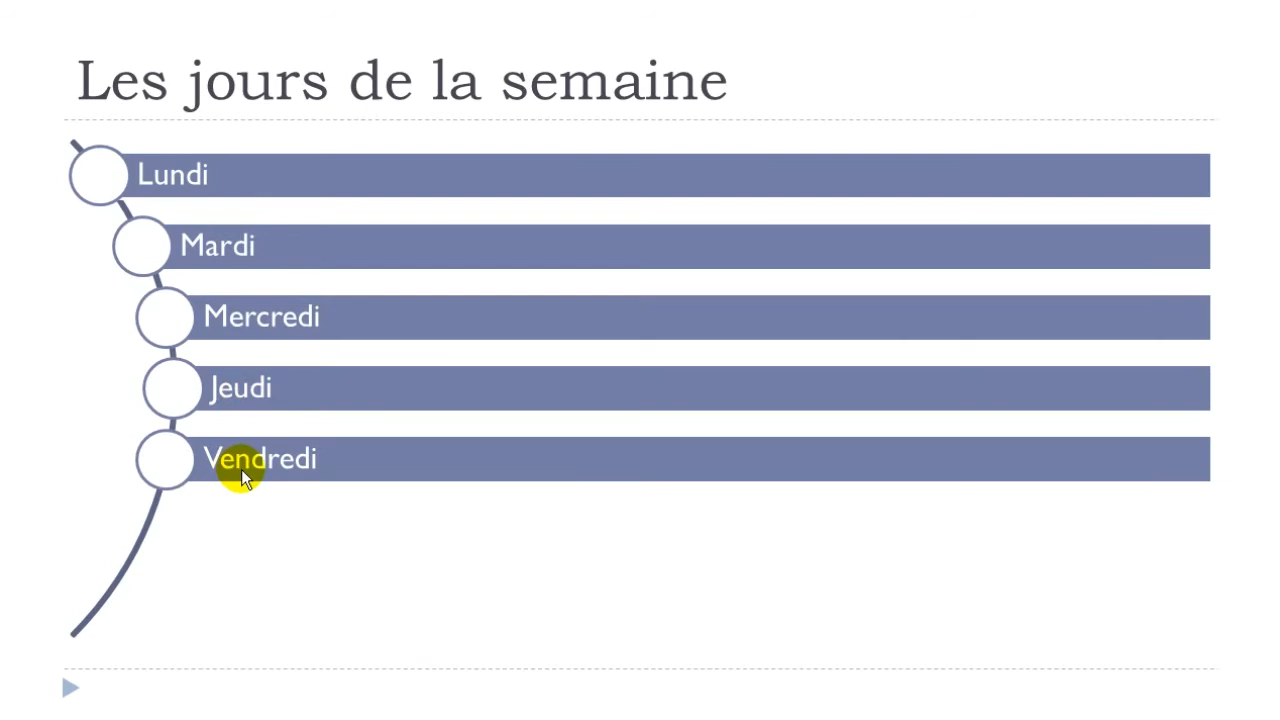 Les jours de la semaine
Lundi
Mardi
Mercredi
Jeudi
Vendredi